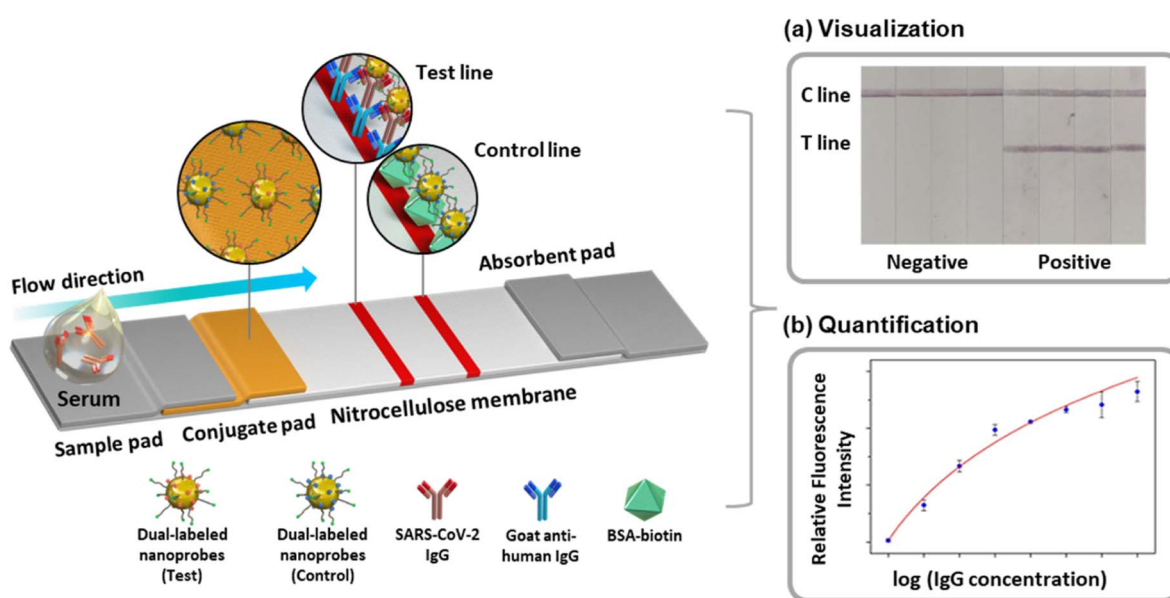 (a) Visualization
Test line
C line
T line
Control line
Negative Positive
Absorbent pad
Flow direction
(b) Quantification
Serum
Nitrocellulose membrane
Sample pad
Conjugate pad
Relative Fluorescence
Intensity
log (IgG concentration)
Dual-labeled
nanoprobes
(Test)
Dual-labeled
nanoprobes
(Control)
SARS-CoV-2
IgG
Goat anti-
human IgG
BSA-biotin